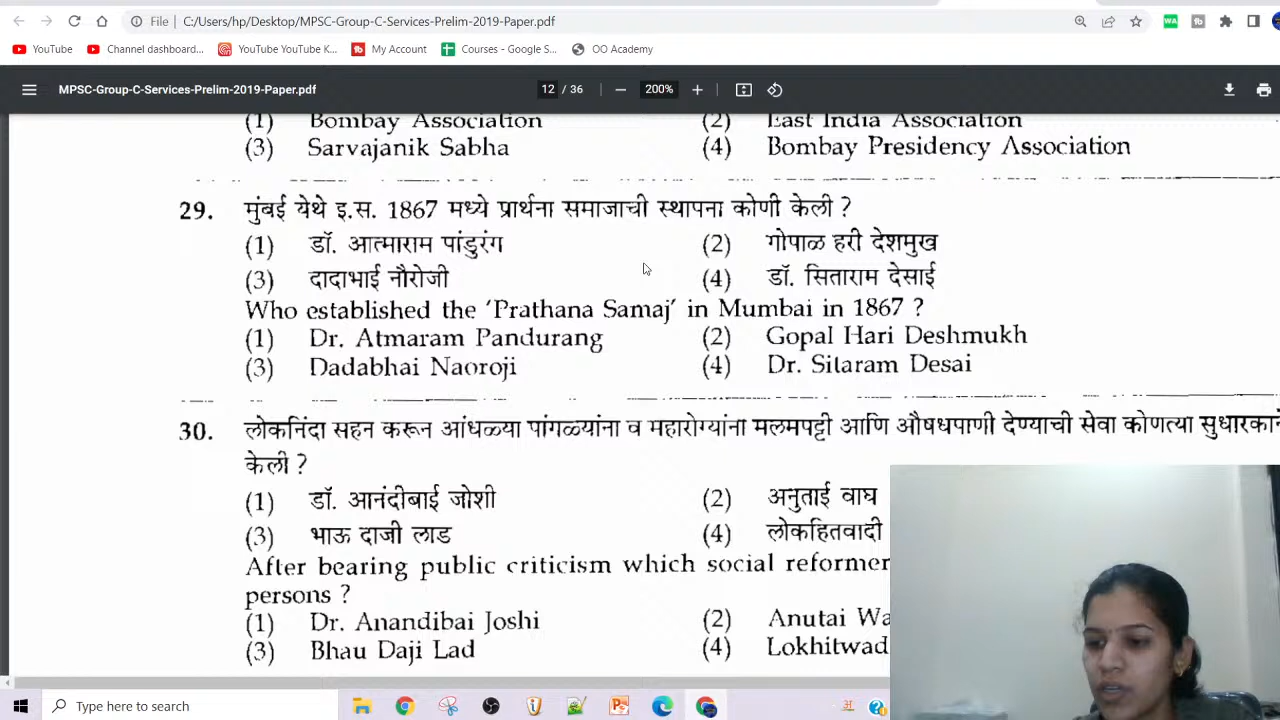 File | C:/Users/hp/Desktop/MPSC-Group-C-Services-Prelim-2019-Paper.pdf
YouTube Channel dashboard... YouTube YouTube K... My Account Courses - Google S... OO Academy
MPSC-Group-C-Services-Prelim-2019-Paper.pdf 12 / 36 200%
(1) Bombay Association (2) East India Association
(3) Sarvajanik Sabha (4) Bombay Presidency Association
29. मुंबई येथे इ.स. 1867 मध्ये प्रार्थना समाजाची स्थापना कोणी केली ?
(1) डॉ. आत्माराम पांडुरंग (2) गोपाळ हरी देशमुख
(3) दादाभाई नौरोजी (4) डॉ. सिताराम देसाई
Who established the ‘Prathana Samaj’ in Mumbai in 1867 ?
(1) Dr. Atmaram Pandurang (2) Gopal Hari Deshmukh
(3) Dadabhai Naoroji (4) Dr. Sitaram Desai
30. लोकनिंदा सहन करून आंधळ्या पांगळ्यांना व महारोग्यांना मलमपट्टी आणि औषधपाणी देण्याची सेवा कोणत्या
केली ?
(1) डॉ. आनंदीबाई जोशी (2) अनुताई वाघ
(3) भाऊ दाजी लाड (4) लोकहितवादी
After bearing public criticism which social reformer
persons ?
(1) Dr. Anandibai Joshi (2) Anutai Wa
(3) Bhau Daji Lad (4) Lokhitwad
Type here to search